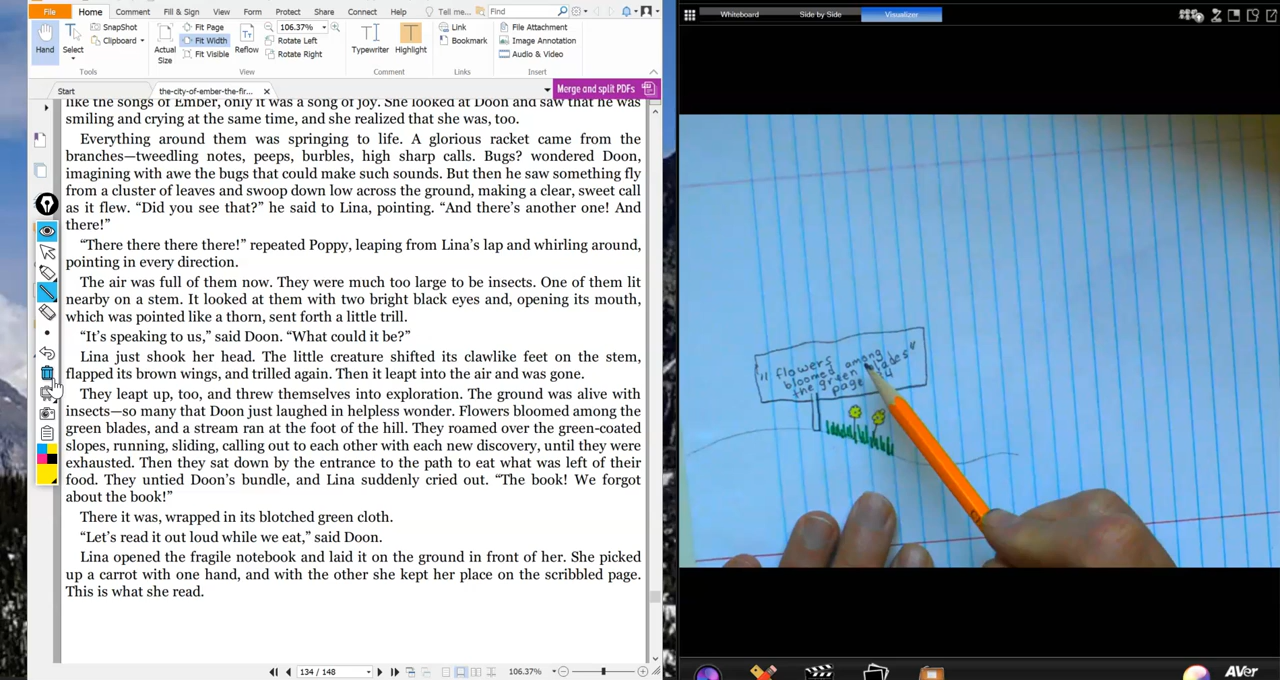 File
Home
Comment
Fill & Sign
View
Form
Protect
Share
Connect
Help
Tell me...
Find
Hand
Select
SnapShot
Clipboard
Tools
Actual
Size
Fit Page
Fit Width
Fit Visible
Reflow
106.37%
Rotate Left
Rotate Right
View
Typewriter
Highlight
Comment
Link
Bookmark
Links
File Attachment
Image Annotation
Audio & Video
Insert
Start
the-city-of-ember-the-fir...
Merge and split PDFs
like the songs of Ember, only it was a song of joy. She looked at Doon and saw that he was
smiling and crying at the same time, and she realized that she was, too.
Everything around them was springing to life. A glorious racket came from the
branches—tweedling notes, peeps, burbles, high sharp calls. Bugs? wondered Doon,
imagining with awe the bugs that could make such sounds. But then he saw something fly
from a cluster of leaves and swoop down low across the ground, making a clear, sweet call
as it flew. “Did you see that?” he said to Lina, pointing. “And there’s another one! And
there!”
“There there there there!” repeated Poppy, leaping from Lina’s lap and whirling around,
pointing in every direction.
The air was full of them now. They were much too large to be insects. One of them lit
nearby on a stem. It looked at them with two bright black eyes and, opening its mouth,
which was pointed like a thorn, sent forth a little trill.
“It’s speaking to us,” said Doon. “What could it be?”
Lina just shook her head. The little creature shifted its clawlike feet on the stem,
flapped its brown wings, and trilled again. Then it leapt into the air and was gone.
They leapt up, too, and threw themselves into exploration. The ground was alive with
insects—so many that Doon just laughed in helpless wonder. Flowers bloomed among the
green blades, and a stream ran at the foot of the hill. They roamed over the green-coated
slopes, running, sliding, calling out to each other with each new discovery, until they were
exhausted. Then they sat down by the entrance to the path to eat what was left of their
food. They untied Doon’s bundle, and Lina suddenly cried out. “The book! We forgot
about the book!”
There it was, wrapped in its blotched green cloth.
“Let’s read it out loud while we eat,” said Doon.
Lina opened the fragile notebook and laid it on the ground in front of her. She picked
up a carrot with one hand, and with the other she kept her place on the scribbled page.
This is what she read.
134 / 148
106.37%
Whiteboard
Side by Side
Visualizer
"flowers
bloomed among
the green blades"
page
AVer